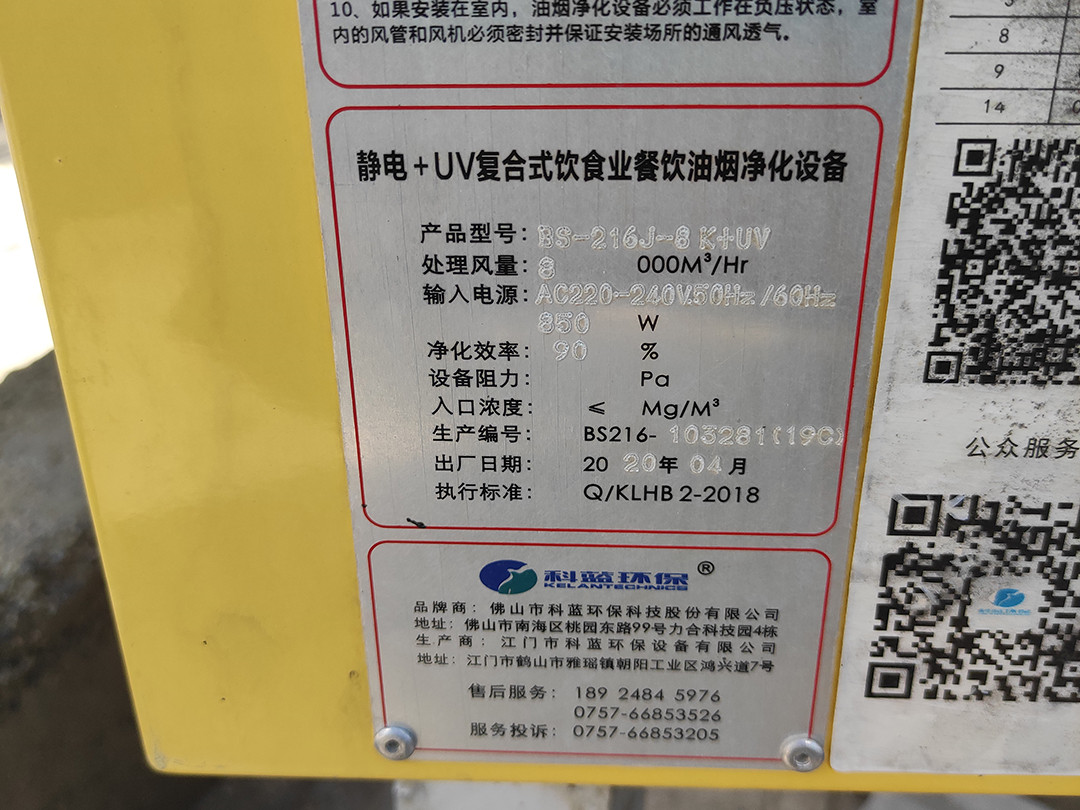 10、如果安装在室内，油烟净化设备必须工作在负压状态，室
内的风管和风机必须密封并保证安装场所的通风透气。
静电+UV复合式饮食业餐饮油烟净化设备
产品型号：BS-216J-8K+UV
处理风量：8 000M³/Hr
输入电源：AC220-240V.50Hz/60Hz
850 W
净化效率：90 %
设备阻力： Pa
入口浓度： ≤ Mg/M³
生产编号： BS216-103281(19C)
出厂日期： 2020年04月
执行标准： Q/KLHB 2-2018
科蓝环保®
KELANTECHNICS
品牌商：佛山市科蓝环保科技股份有限公司
地址：佛山市南海区桃园东路99号力合科技园4栋
生产商：江门市科蓝环保设备有限公司
地址：江门市鹤山市雅瑶镇朝阳工业区鸿兴道7号
售后服务：189 2484 5976
0757-66853526
服务投诉：0757-66853205
8
9
14
公众服务